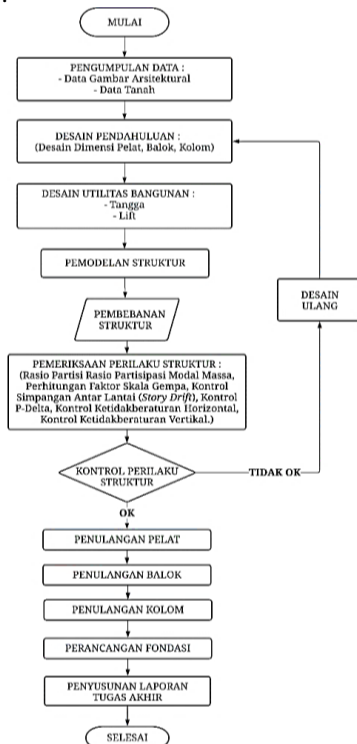 MULAI
PENGUMPULAN DATA :
- Data Gambar Arsitektural
- Data Tanah
DESAIN PENDAHULUAN :
(Desain Dimensi Pelat, Balok, Kolom)
DESAIN UTILITAS BANGUNAN :
- Tangga
- Lift
PEMODELAN STRUKTUR
PEMBEBANAN
STRUKTUR
DESAIN
ULANG
PEMERIKSAAN PERILAKU STRUKTUR :
(Rasio Partisi Rasio Partisipasi Modal Massa,
Perhitungan Faktor Skala Gempa, Kontrol
Simpangan Antar Lantai (Story Drift), Kontrol
P-Delta, Kontrol Ketidakberaturan Horizontal,
Kontrol Ketidakberaturan Vertikal.)
KONTROL PERILAKU
STRUKTUR
TIDAK OK
OK
PENULANGAN PELAT
PENULANGAN BALOK
PENULANGAN KOLOM
PERANCANGAN FONDASI
PENYUSUNAN LAPORAN
TUGAS AKHIR
SELESAI